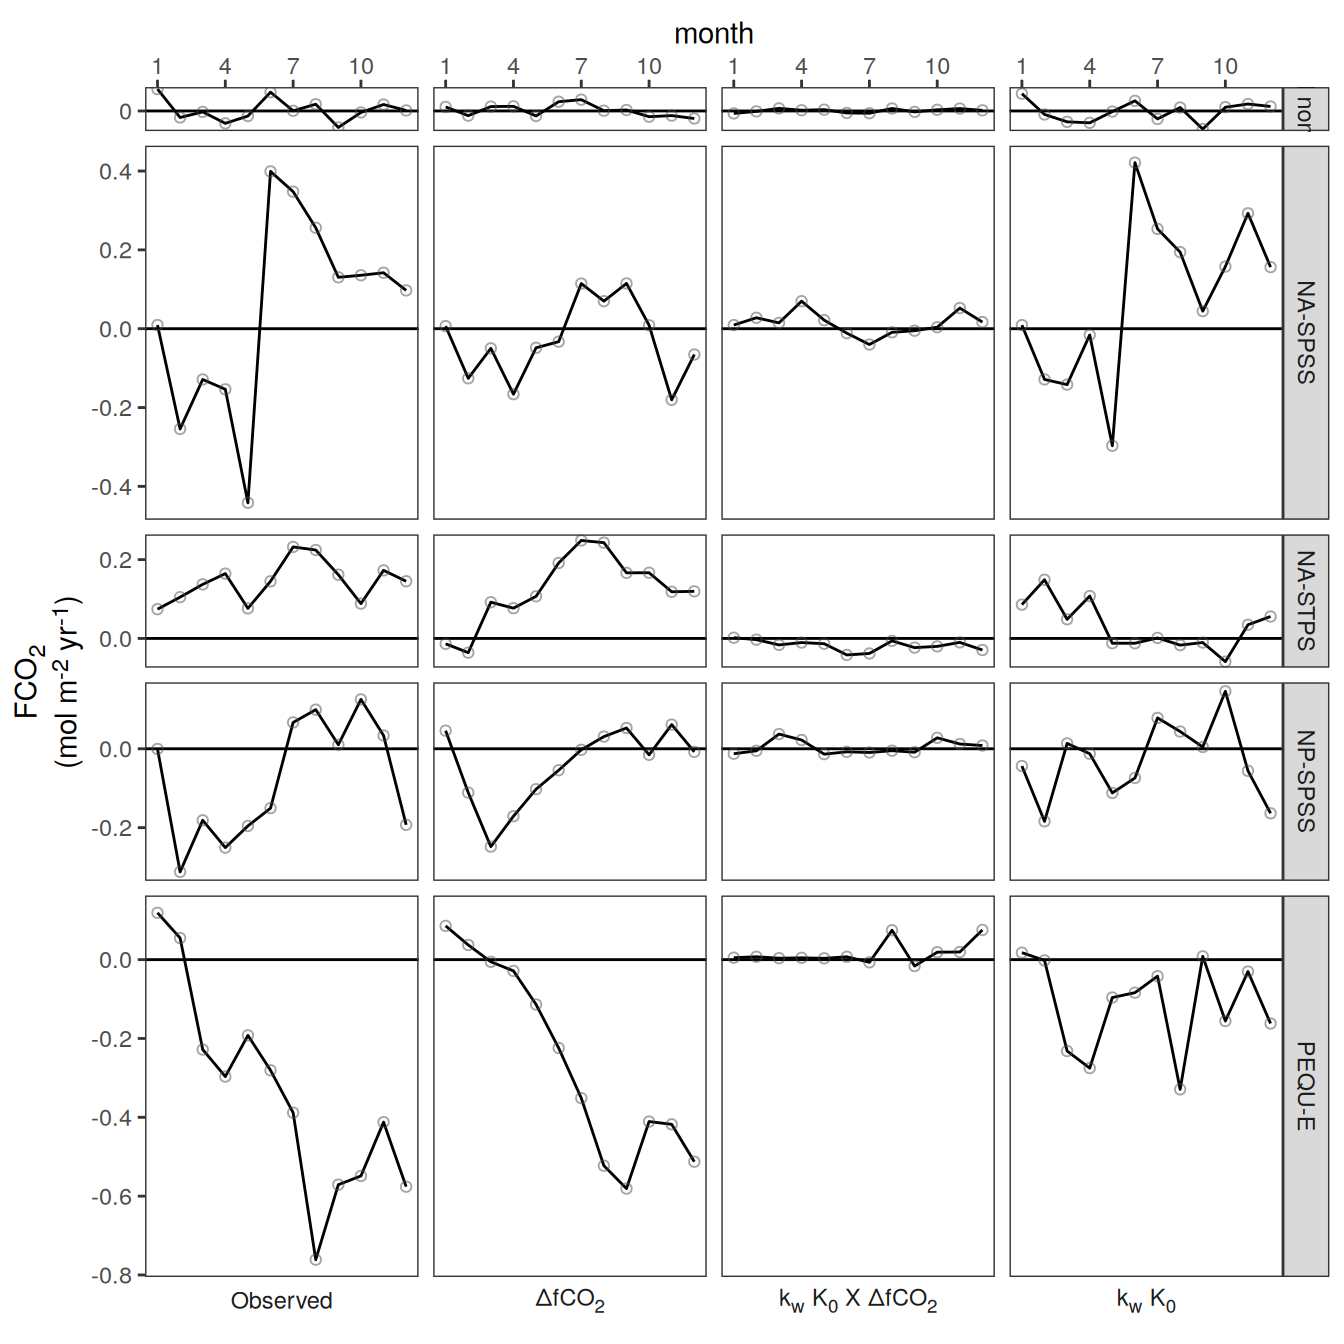 month
1 4 7 10 1 4 7 10 1 4 7 10 1 4 7 10
0
nor
0.4
0.2
0.0
-0.2
-0.4
NA-SPSS
0.2
0.0
NA-STPS
0.0
-0.2
NP-SPSS
0.0
-0.2
-0.4
-0.6
-0.8
PEQU-E
FCO₂
(mol m⁻² yr⁻¹)
Observed ΔfCO₂ k_w K₀ X ΔfCO₂ k_w K₀